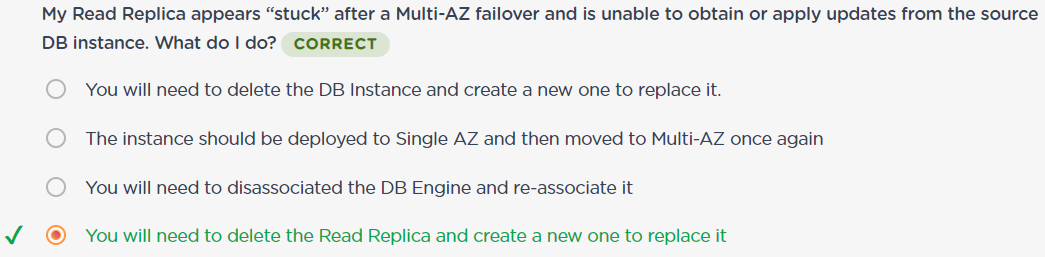 My Read Replica appears “stuck” after a Multi-AZ failover and is unable to obtain or apply updates from the source
DB instance. What do I do? CORRECT
You will need to delete the DB Instance and create a new one to replace it.
The instance should be deployed to Single AZ and then moved to Multi-AZ once again
You will need to disassociated the DB Engine and re-associate it
You will need to delete the Read Replica and create a new one to replace it